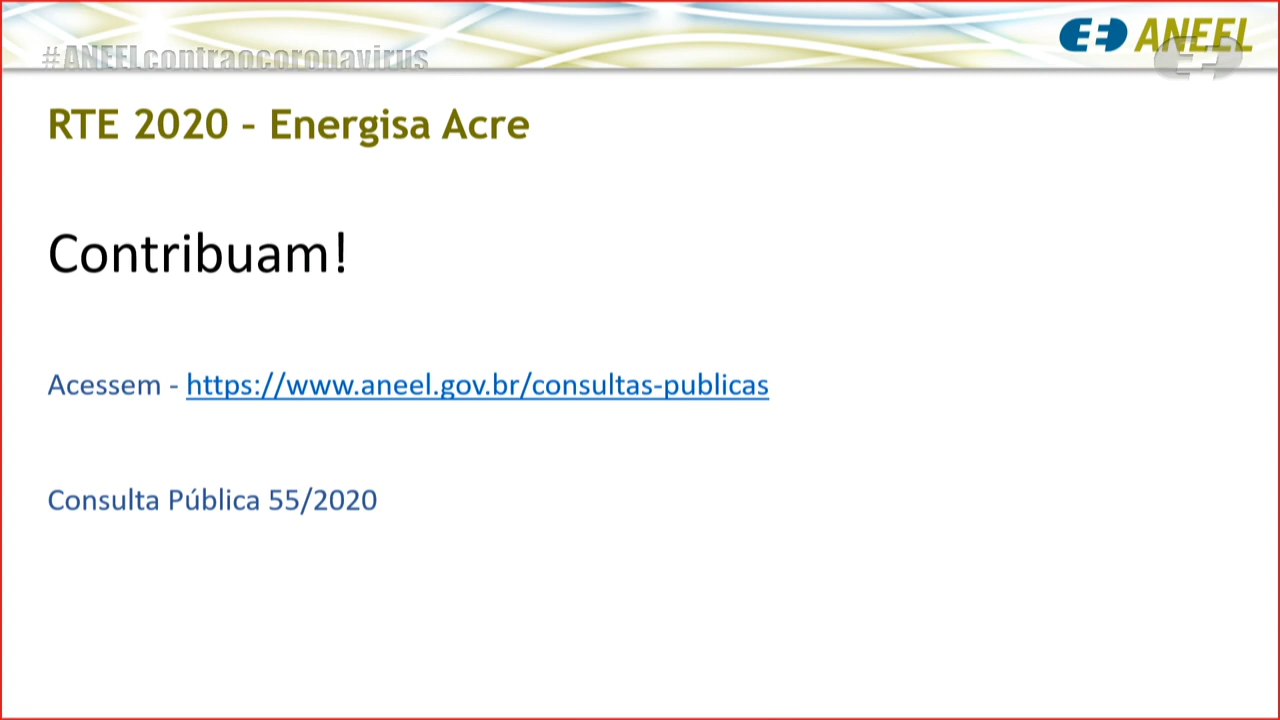 #ANEELcontraocoronavirus
ANEEL
RTE 2020 – Energisa Acre
Contribuam!
Acessem - https://www.aneel.gov.br/consultas-publicas
Consulta Pública 55/2020